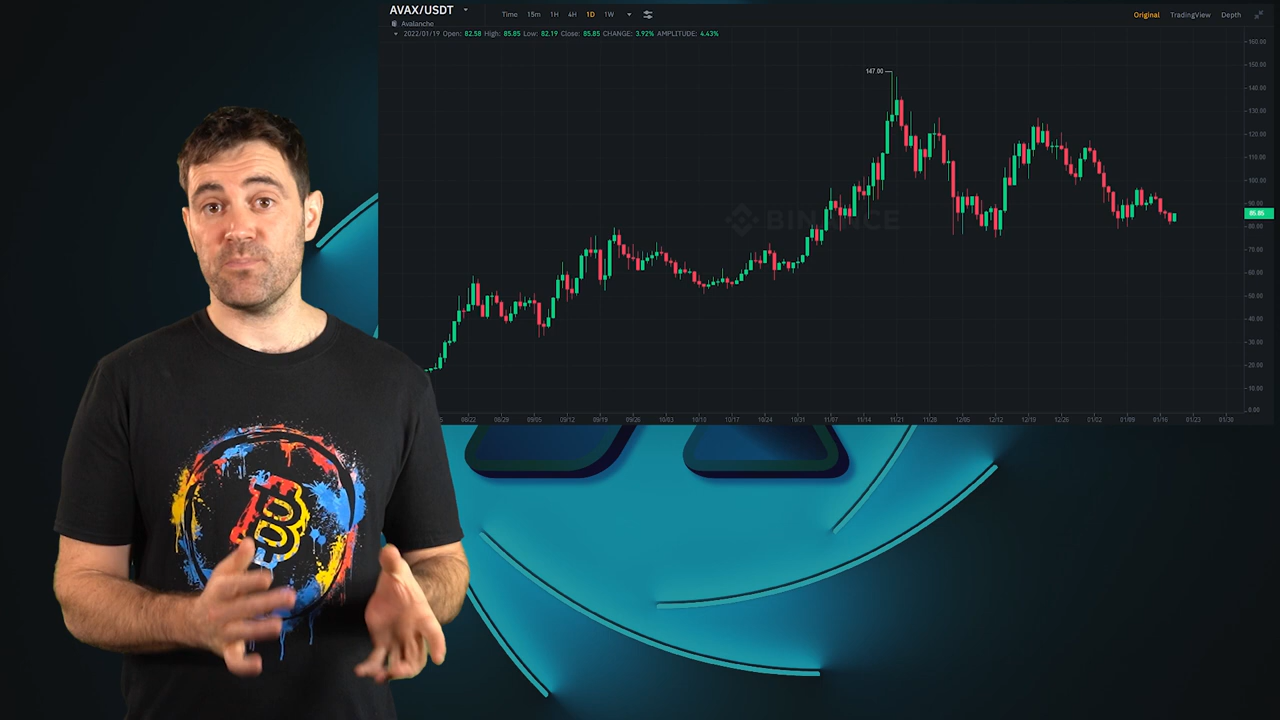 AVAX/USDT
Time 15m 1H 4H 1D 1W
Original TradingView Depth
Avalanche
2022/01/19 Open: 82.58 High: 85.85 Low: 82.19 Close: 85.85 CHANGE: 3.92% AMPLITUDE: 4.43%
160.00
150.00
147.00
140.00
130.00
120.00
110.00
100.00
90.00
85.85
BINANCE
80.00
70.00
60.00
50.00
40.00
30.00
20.00
10.00
0.00
08/22 08/29 09/05 09/12 09/19 09/26 10/03 10/10 10/17 10/24 10/31 11/07 11/14 11/21 11/28 12/05 12/12 12/19 12/26 01/02 01/09 01/16 01/23 01/30
B